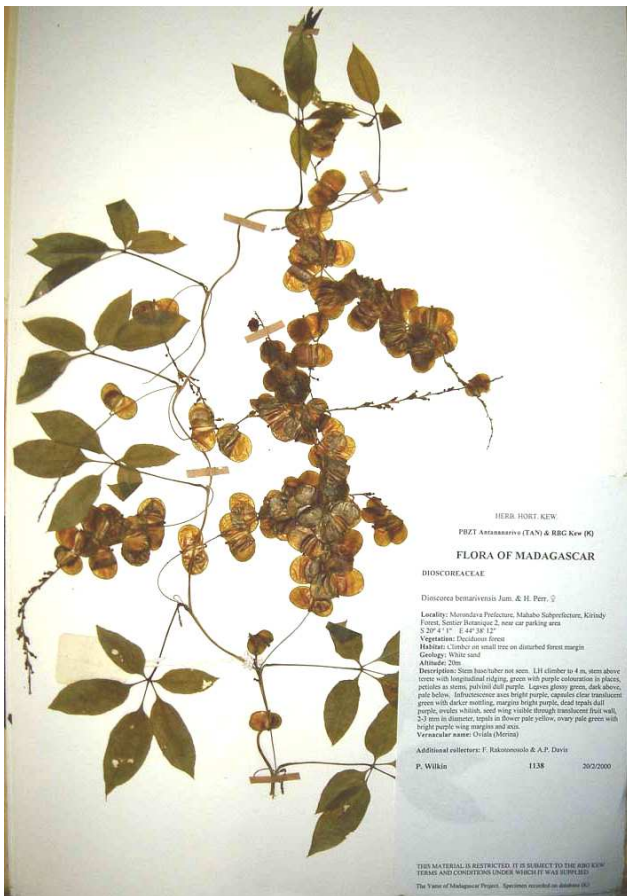 HERB. HORT. KEW
PBZT Antananarivo (TAN) & RBG Kew (K)
FLORA OF MADAGASCAR
DIOSCOREACEAE
Dioscorea bemarivensis Jum. & H. Perr. ♀
Locality: Morondava Prefecture, Mahabo Subprefecture, Kirindy
Forest, Sentier Botanique 2, near car parking area
S 20° 4' 1" E 44° 38' 12"
Vegetation: Deciduous forest
Habitat: Climber on small tree on disturbed forest margin
Geology: White sand
Altitude: 20m
Description: Stem base/tuber not seen. LH climber to 4 m, stem above
terete with longitudinal ridging, green with purple colouration in places,
petioles as stems, pulvinii dull purple. Leaves glossy green, dark above,
pale below. Infructescence axes bright purple, capsules clear translucent
green with darker mottling, margins bright purple, dead tepals dull
purple, ovules whitish, seed wing visible through translucent fruit wall,
2-3 mm in diameter, tepals in flower pale yellow, ovary pale green with
bright purple wing margins and axis.
Vernacular name: Oviala (Merina)
Additional collectors: F. Rakotonosolo & A.P. Davis
P. Wilkin 1138 20/2/2000
THIS MATERIAL IS RESTRICTED. IT IS SUBJECT TO THE RBG KEW
TERMS AND CONDITIONS UNDER WHICH IT WAS SUPPLIED
The Yams of Madagascar Project. Specimen recorded on database (K)